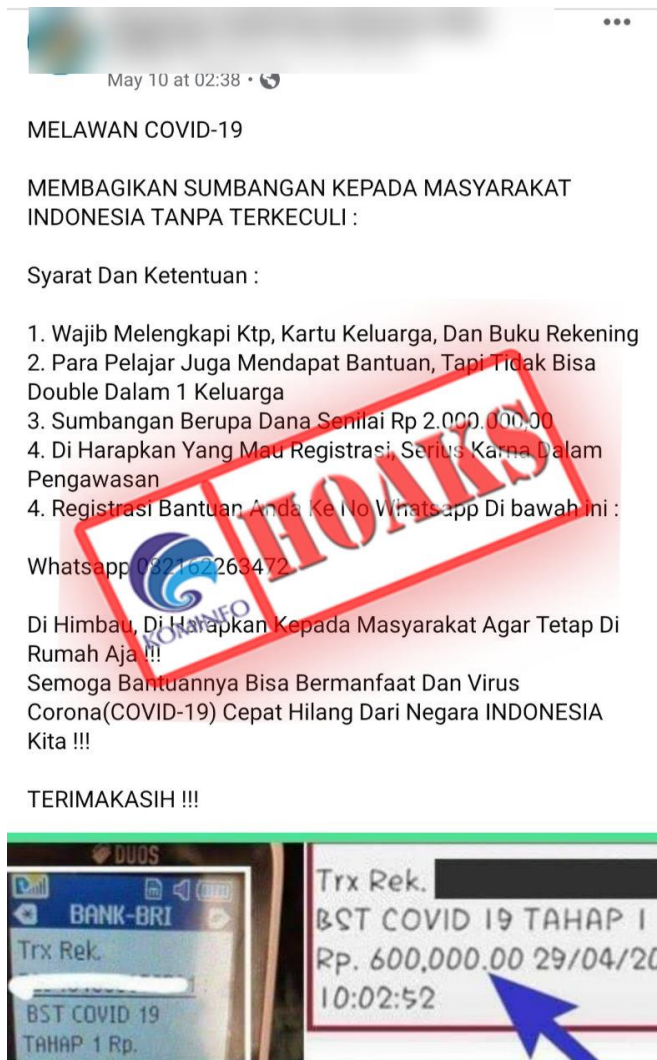 May 10 at 02:38 •
MELAWAN COVID-19
MEMBAGIKAN SUMBANGAN KEPADA MASYARAKAT
INDONESIA TANPA TERKECULI :
Syarat Dan Ketentuan :
1. Wajib Melengkapi Ktp, Kartu Keluarga, Dan Buku Rekening
2. Para Pelajar Juga Mendapat Bantuan, Tapi Tidak Bisa
Double Dalam 1 Keluarga
3. Sumbangan Berupa Dana Senilai Rp 2.000.000,00
4. Di Harapkan Yang Mau Registrasi, Serius Karna Dalam
Pengawasan
4. Registrasi Bantuan Anda Ke No Whatsapp Di bawah ini :
Whatsapp 082162263472
HOAKS
KOMINFO
Di Himbau, Di Harapkan Kepada Masyarakat Agar Tetap Di
Rumah Aja !!!
Semoga Bantuannya Bisa Bermanfaat Dan Virus
Corona(COVID-19) Cepat Hilang Dari Negara INDONESIA
Kita !!!
TERIMAKASIH !!!
DUOS
BANK-BRI
Trx Rek.
BST COVID 19
TAHAP 1 Rp.
Trx Rek.
BST COVID 19 TAHAP 1
Rp. 600,000.00 29/04/20
10:02:52